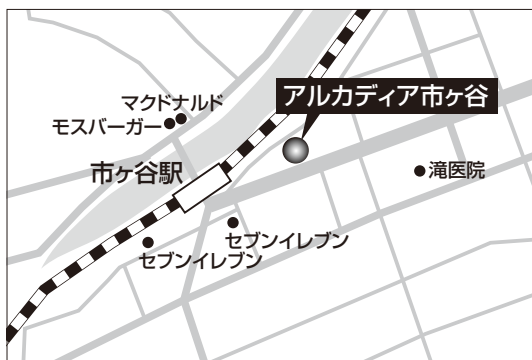 アルカディア市ヶ谷
マクドナルド
モスバーガー
市ヶ谷駅
滝医院
セブンイレブン
セブンイレブン